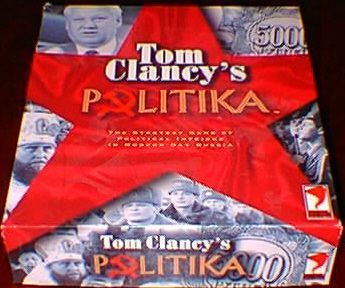 5000
Tom
Clancy's
POLITIKA
THE STRATEGY GAME OF
POLITICAL INTRIGUE
IN MODERN DAY RUSSIA
Tom Clancy's
POLITIKA